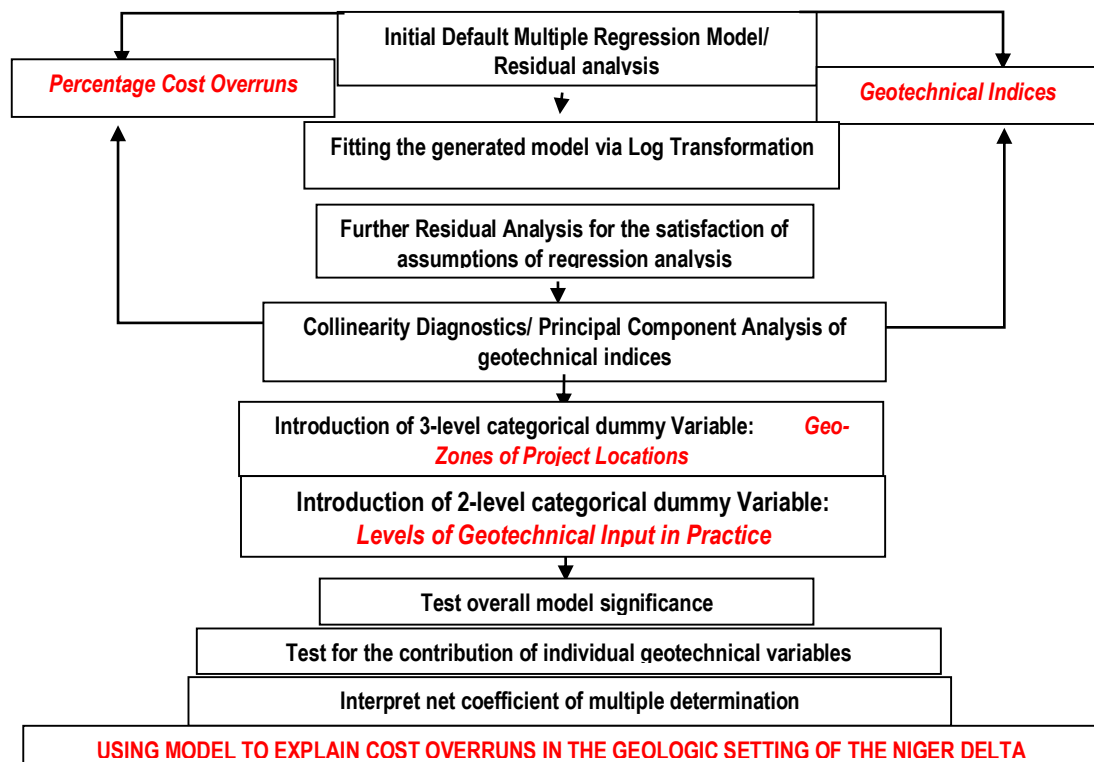 Initial Default Multiple Regression Model/
Residual analysis
Percentage Cost Overruns
Geotechnical Indices
Fitting the generated model via Log Transformation
Further Residual Analysis for the satisfaction of
assumptions of regression analysis
Collinearity Diagnostics/ Principal Component Analysis of
geotechnical indices
Introduction of 3-level categorical dummy Variable: Geo-
Zones of Project Locations
Introduction of 2-level categorical dummy Variable:
Levels of Geotechnical Input in Practice
Test overall model significance
Test for the contribution of individual geotechnical variables
Interpret net coefficient of multiple determination
USING MODEL TO EXPLAIN COST OVERRUNS IN THE GEOLOGIC SETTING OF THE NIGER DELTA